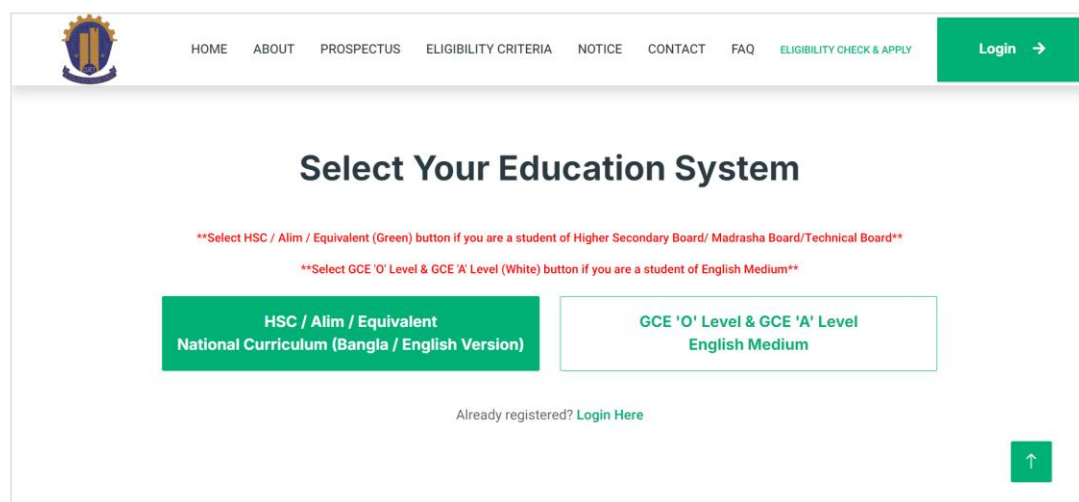 HOME ABOUT PROSPECTUS ELIGIBILITY CRITERIA NOTICE CONTACT FAQ ELIGIBILITY CHECK & APPLY Login →
Select Your Education System
**Select HSC / Alim / Equivalent (Green) button if you are a student of Higher Secondary Board/ Madrasha Board/Technical Board**
**Select GCE 'O' Level & GCE 'A' Level (White) button if you are a student of English Medium**
HSC / Alim / Equivalent
National Curriculum (Bangla / English Version)
GCE 'O' Level & GCE 'A' Level
English Medium
Already registered? Login Here